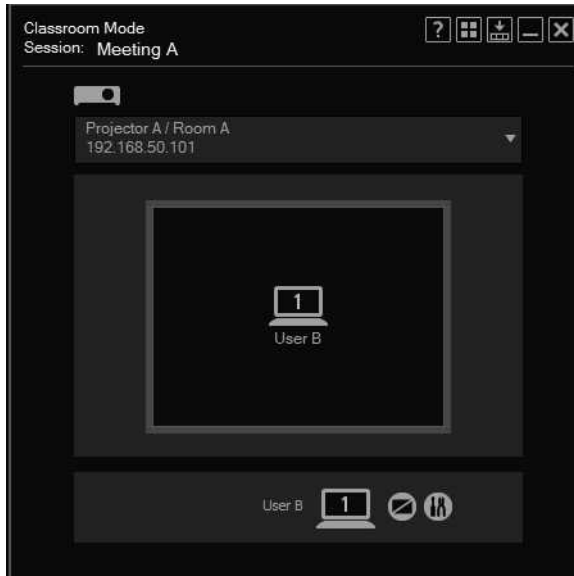 Classroom Mode
Session: Meeting A
?
Projector A / Room A
192.168.50.101
1
User B
User B 1